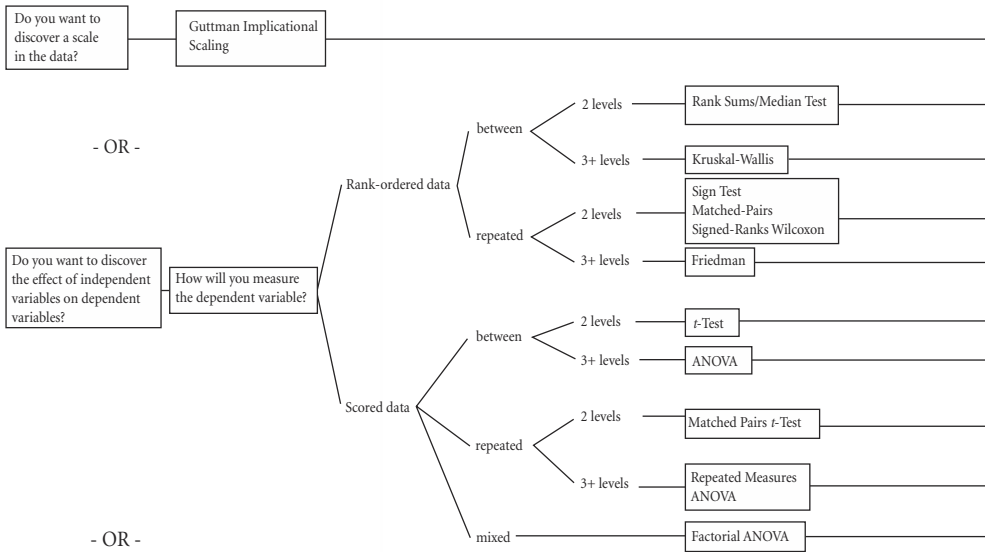 Do you want to
discover a scale
in the data?
Guttman Implicational
Scaling
- OR -
Do you want to discover
the effect of independent
variables on dependent
variables?
How will you measure
the dependent variable?
Rank-ordered data
between
2 levels
Rank Sums/Median Test
3+ levels
Kruskal-Wallis
repeated
2 levels
Sign Test
Matched-Pairs
Signed-Ranks Wilcoxon
3+ levels
Friedman
Scored data
between
2 levels
t-Test
3+ levels
ANOVA
repeated
2 levels
Matched Pairs t-Test
3+ levels
Repeated Measures
ANOVA
mixed
Factorial ANOVA
- OR -